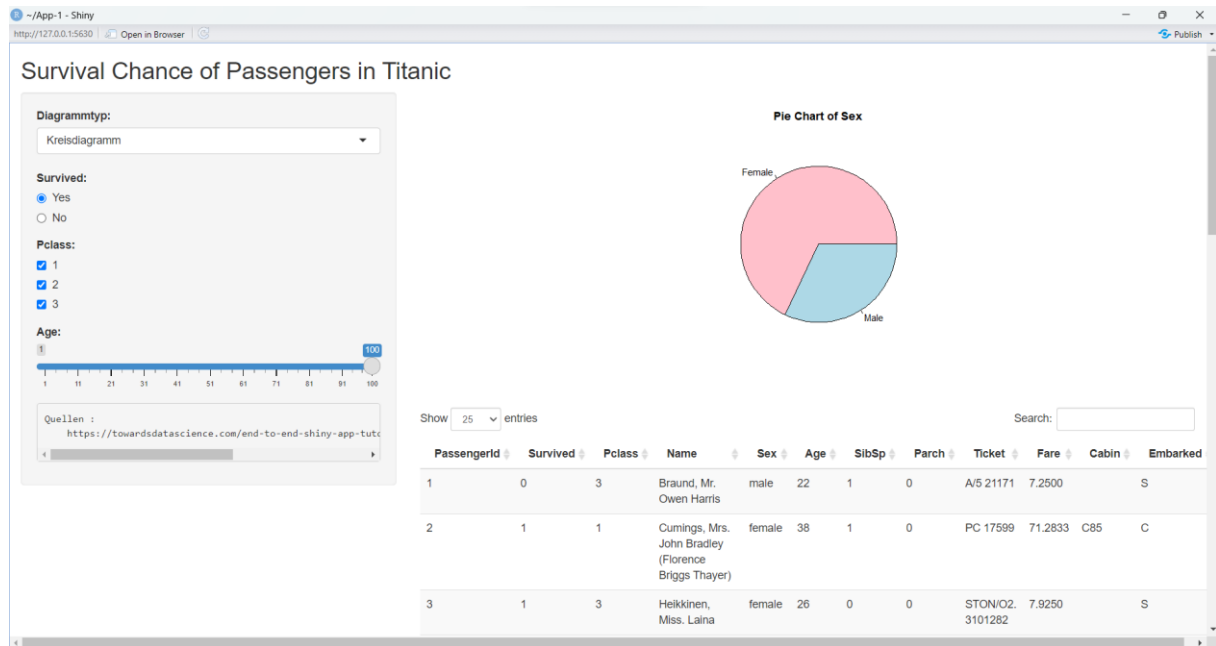 ~/App-1 - Shiny
http://127.0.0.1:5630 Open in Browser Publish
Survival Chance of Passengers in Titanic
Diagrammtyp:
Kreisdiagramm
Survived:
Yes
No
Pclass:
1
2
3
Age:
1 100
1 11 21 31 41 51 61 71 81 91 100
Quellen :
https://towardsdatascience.com/end-to-end-shiny-app-tuto
Pie Chart of Sex
Female
Male
Show 25 entries Search:
PassengerId Survived Pclass Name Sex Age SibSp Parch Ticket Fare Cabin Embarked
1 0 3 Braund, Mr. male 22 1 0 A/5 21171 7.2500 S
Owen Harris
2 1 1 Cumings, Mrs. female 38 1 0 PC 17599 71.2833 C85 C
John Bradley
(Florence
Briggs Thayer)
3 1 3 Heikkinen, female 26 0 0 STON/O2. 7.9250 S
Miss. Laina 3101282